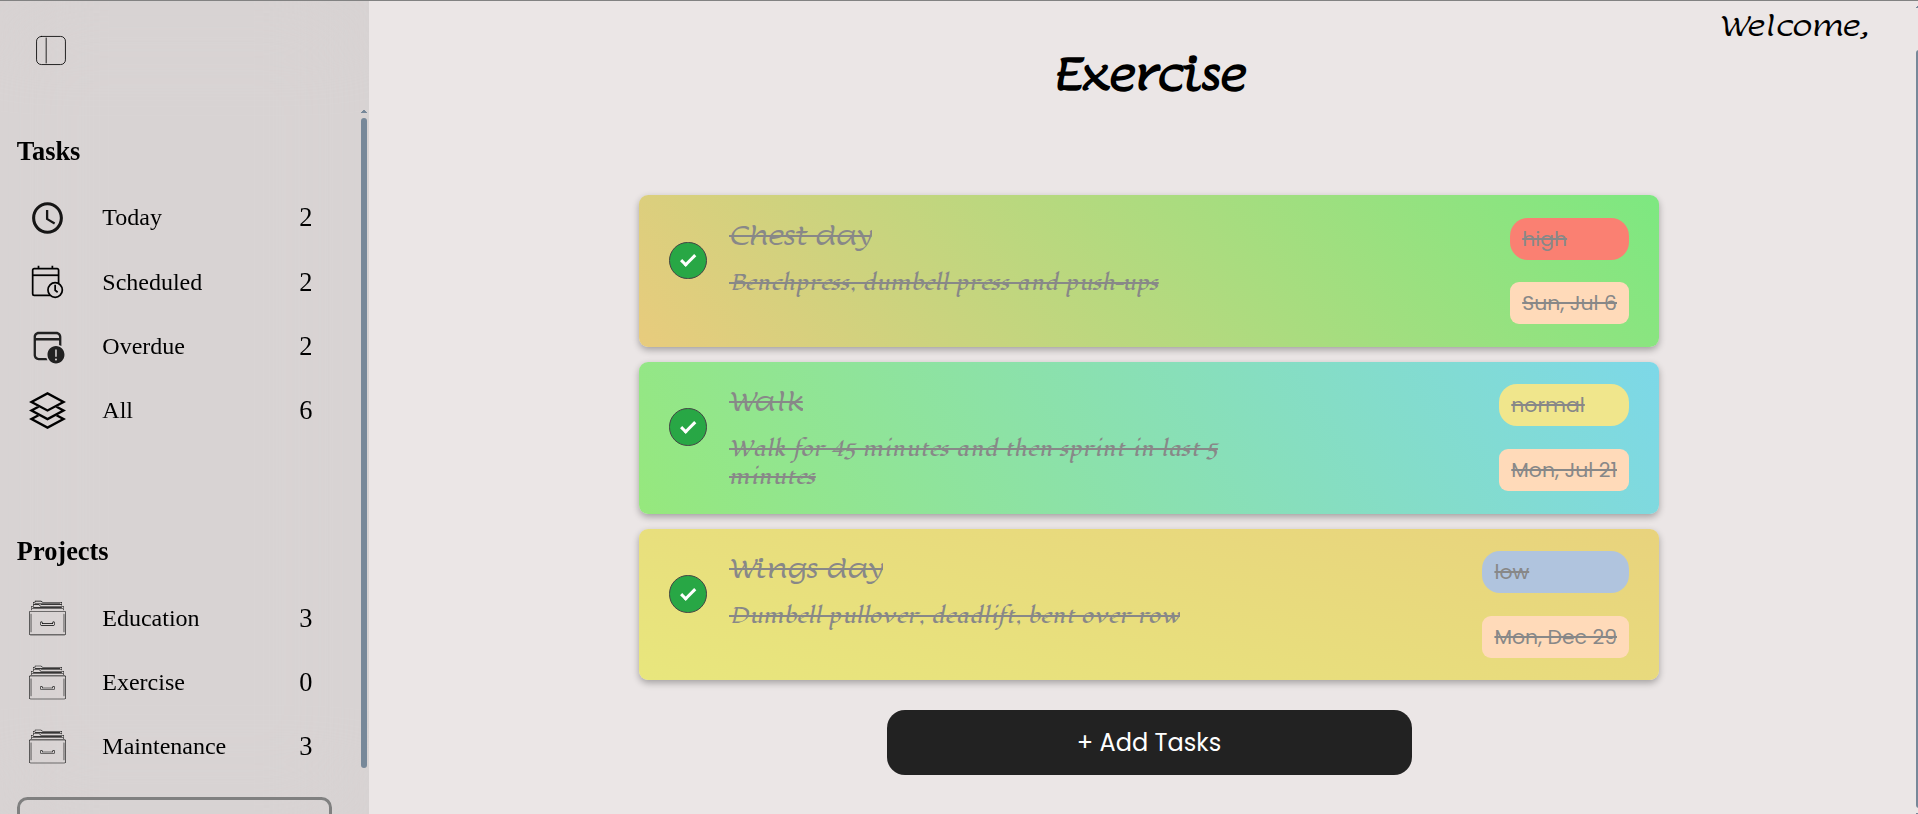 Welcome,
Exercise
Tasks
Today 2
Scheduled 2
Overdue 2
All 6
Projects
Education 3
Exercise 0
Maintenance 3
Chest day
high
Benchpress, dumbell press and push-ups
Sun, Jul 6
Walk
normal
Walk for 45 minutes and then sprint in last 5
minutes
Mon, Jul 21
Wings day
low
Dumbell pullover, deadlift, bent over row
Mon, Dec 29
+ Add Tasks